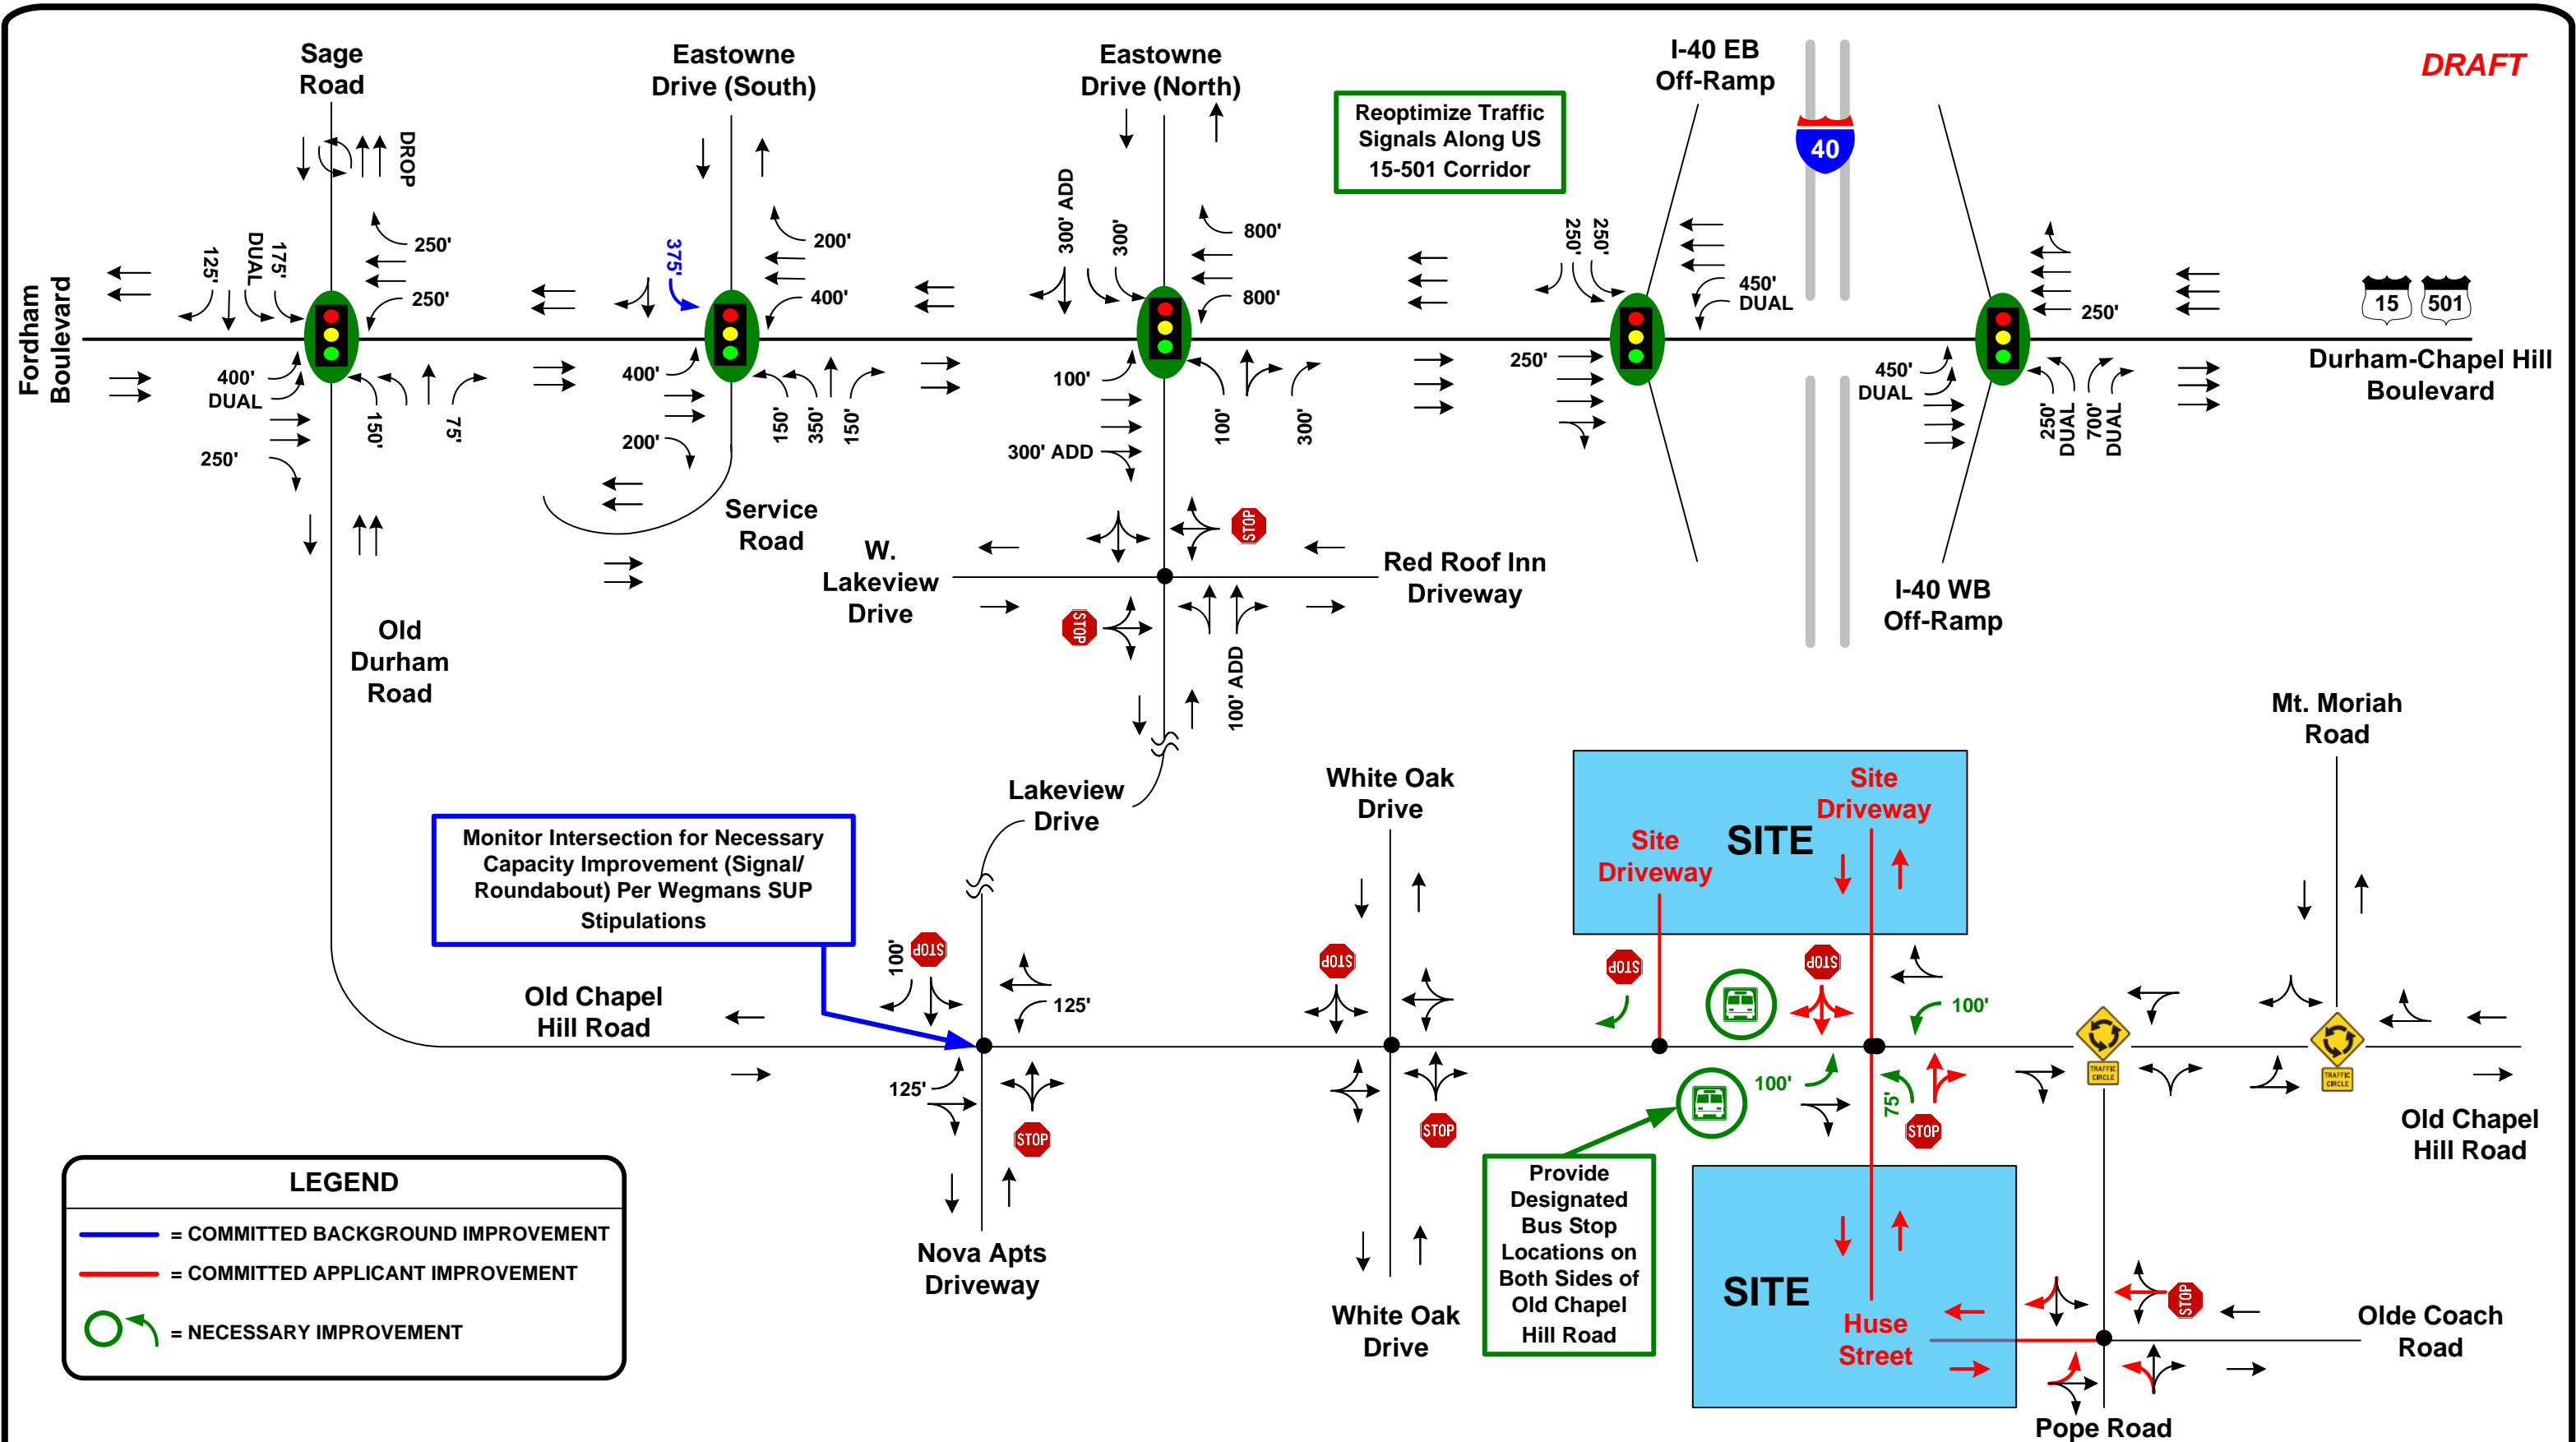 DRAFT
Sage
Road
Eastowne
Drive (South)
Eastowne
Drive (North)
I-40 EB
Off-Ramp
40
Reoptimize Traffic
Signals Along US
15-501 Corridor
DROP
125'
DUAL
175'
250'
250'
375'
200'
400'
300' ADD
300'
800'
800'
250'
250'
450'
DUAL
250'
15
501
Fordham
Boulevard
Durham-Chapel Hill
Boulevard
400'
DUAL
250'
150'
75'
400'
200'
150'
350'
150'
100'
300' ADD
100'
300'
250'
450'
DUAL
250'
DUAL
700'
DUAL
Service
Road
STOP
W.
Lakeview
Drive
Red Roof Inn
Driveway
STOP
100' ADD
I-40 WB
Off-Ramp
Old
Durham
Road
Mt. Moriah
Road
Lakeview
Drive
White Oak
Drive
Site
Driveway
Site
Driveway
SITE
Monitor Intersection for Necessary
Capacity Improvement (Signal/
Roundabout) Per Wegmans SUP
Stipulations
100'
STOP
STOP
STOP
STOP
Old Chapel
Hill Road
125'
100'
125'
100'
75'
STOP
STOP
STOP
TRAFFIC
CIRCLE
TRAFFIC
CIRCLE
Old Chapel
Hill Road
Provide
Designated
Bus Stop
Locations on
Both Sides of
Old Chapel
Hill Road
LEGEND
= COMMITTED BACKGROUND IMPROVEMENT
= COMMITTED APPLICANT IMPROVEMENT
= NECESSARY IMPROVEMENT
Nova Apts
Driveway
White Oak
Drive
SITE
Huse
Street
STOP
Olde Coach
Road
Pope Road